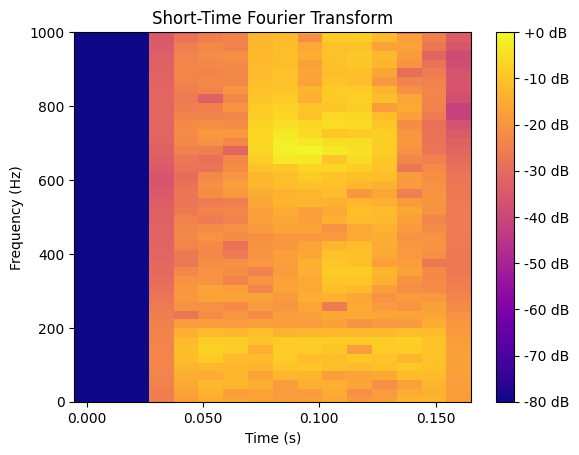 Short-Time Fourier Transform
1000
800
600
400
200
0
Frequency (Hz)
0.000
0.050
0.100
0.150
Time (s)
+0 dB
-10 dB
-20 dB
-30 dB
-40 dB
-50 dB
-60 dB
-70 dB
-80 dB